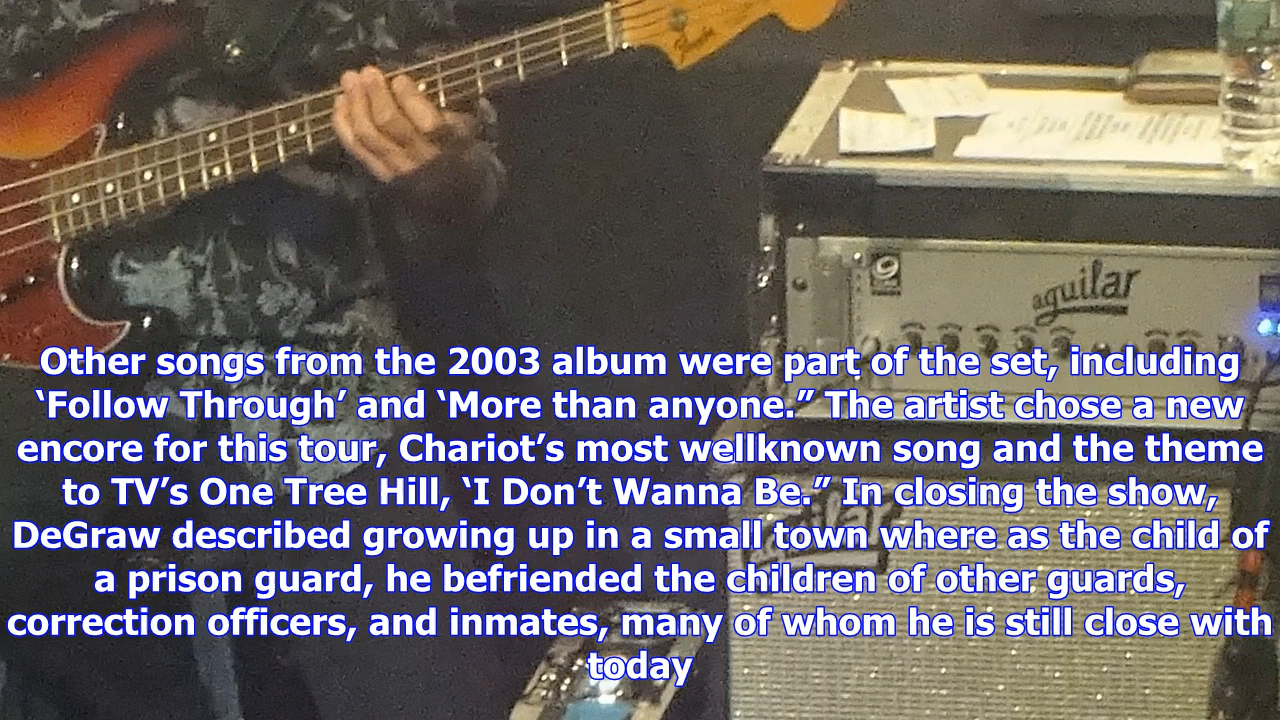 Fender
aguilar
Other songs from the 2003 album were part of the set, including
‘Follow Through’ and ‘More than anyone.” The artist chose a new
encore for this tour, Chariot’s most wellknown song and the theme
to TV’s One Tree Hill, ‘I Don’t Wanna Be.” In closing the show,
DeGraw described growing up in a small town where as the child of
a prison guard, he befriended the children of other guards,
correction officers, and inmates, many of whom he is still close with
today
aguilar